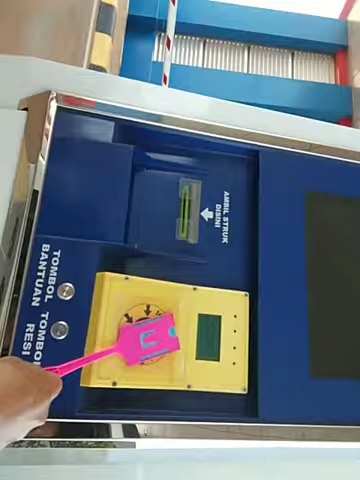 AMBIL STRUK
DISINI
TOMBOL
BANTUAN
TOMBOL
RESI